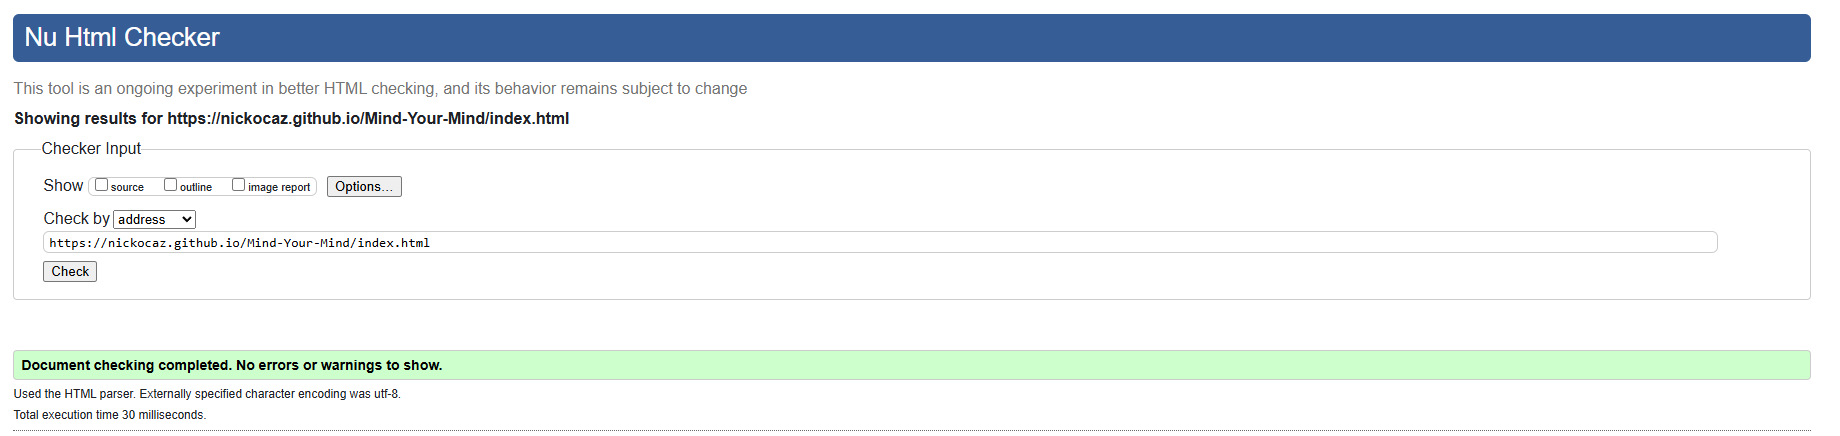 Nu Html Checker
This tool is an ongoing experiment in better HTML checking, and its behavior remains subject to change
Showing results for https://nickocaz.github.io/Mind-Your-Mind/index.html
Checker Input
Show source outline image report Options...
Check by address
https://nickocaz.github.io/Mind-Your-Mind/index.html
Check
Document checking completed. No errors or warnings to show.
Used the HTML parser. Externally specified character encoding was utf-8.
Total execution time 30 milliseconds.